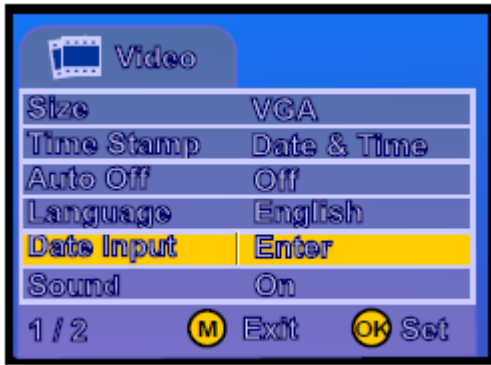 Video
Size VGA
Time Stamp Date & Time
Auto Off Off
Language English
Date Input Enter
Sound On
1 / 2 M Exit OK Set